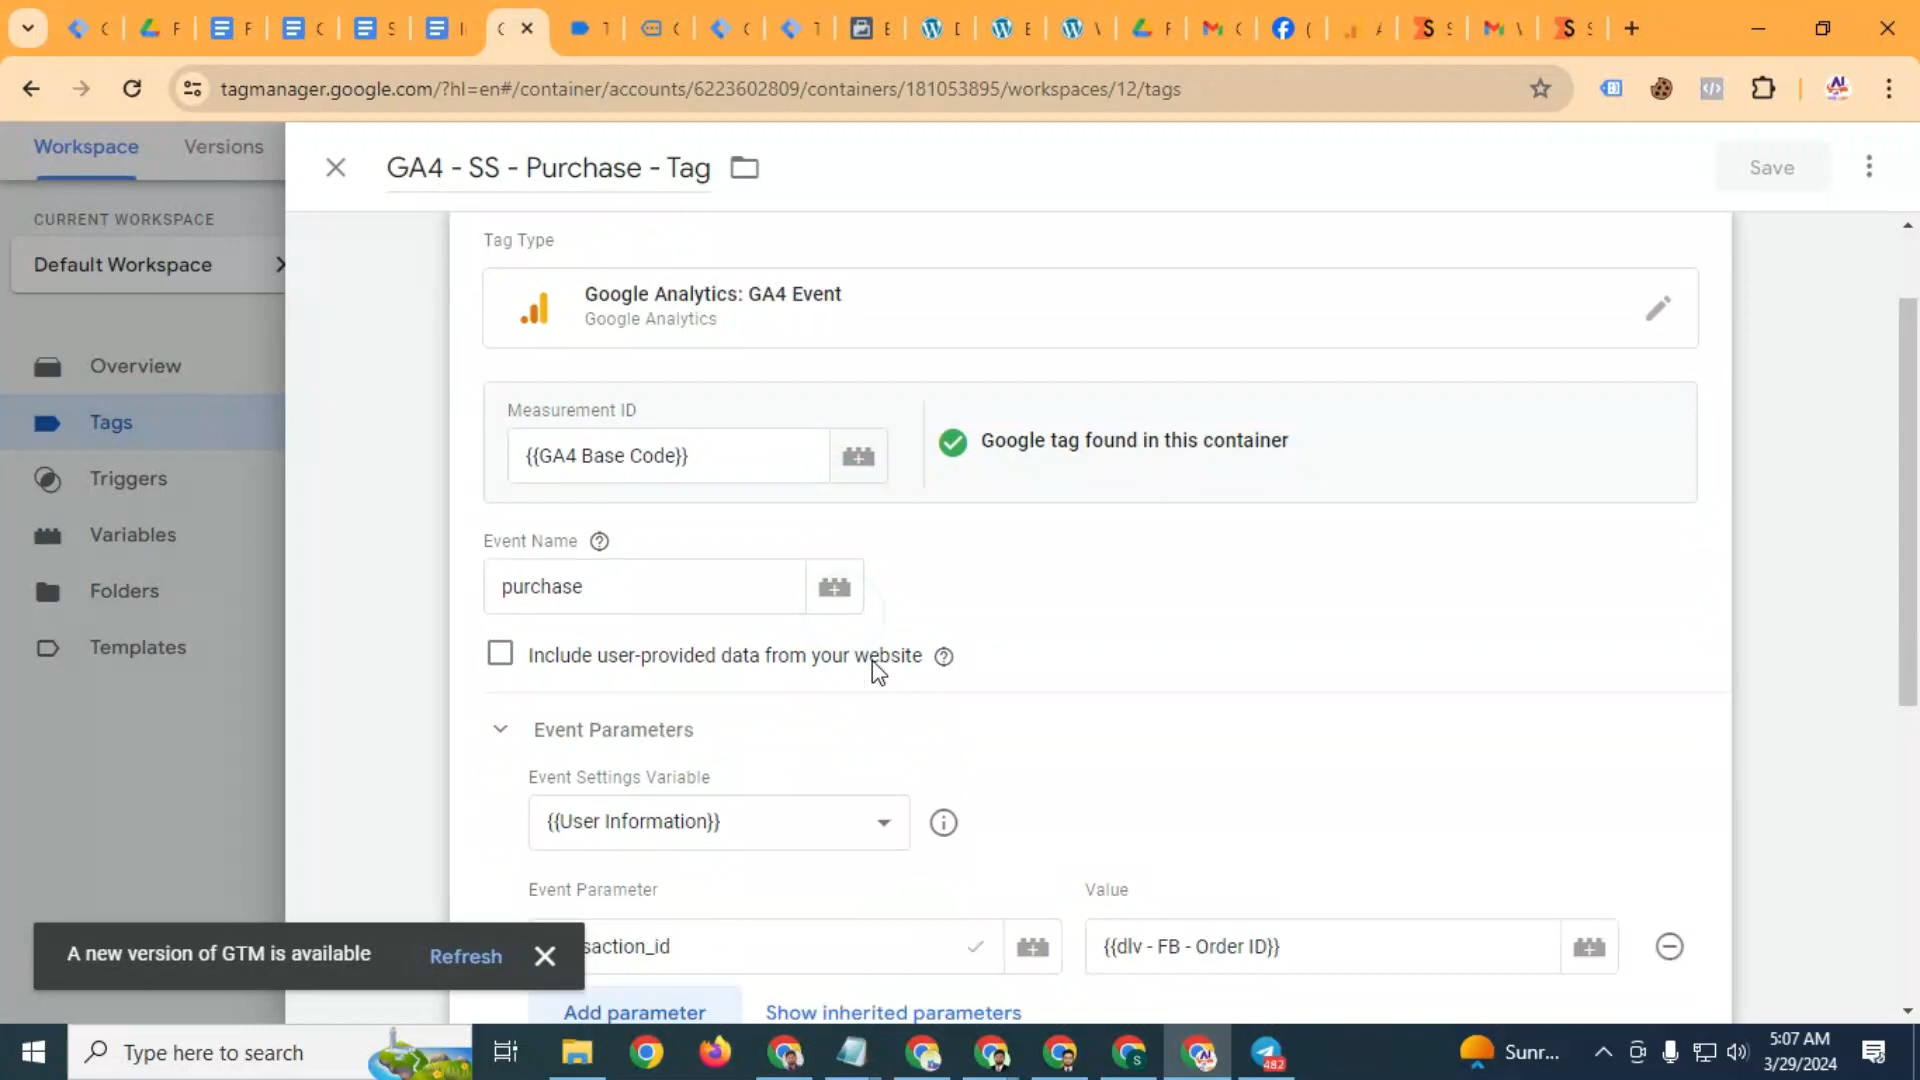 tagmanager.google.com/?hl=en#/container/accounts/6223602809/containers/181053895/workspaces/12/tags
Workspace
Versions
GA4 - SS - Purchase - Tag
Save
CURRENT WORKSPACE
Default Workspace
Overview
Tags
Triggers
Variables
Folders
Templates
Tag Type
Google Analytics: GA4 Event
Google Analytics
Measurement ID
{{GA4 Base Code}}
Google tag found in this container
Event Name
purchase
Include user-provided data from your website
Event Parameters
Event Settings Variable
{{User Information}}
Event Parameter
Value
saction_id
{{dlv - FB - Order ID}}
Add parameter
Show inherited parameters
A new version of GTM is available
Refresh
Type here to search
482
Sunr...
5:07 AM
3/29/2024